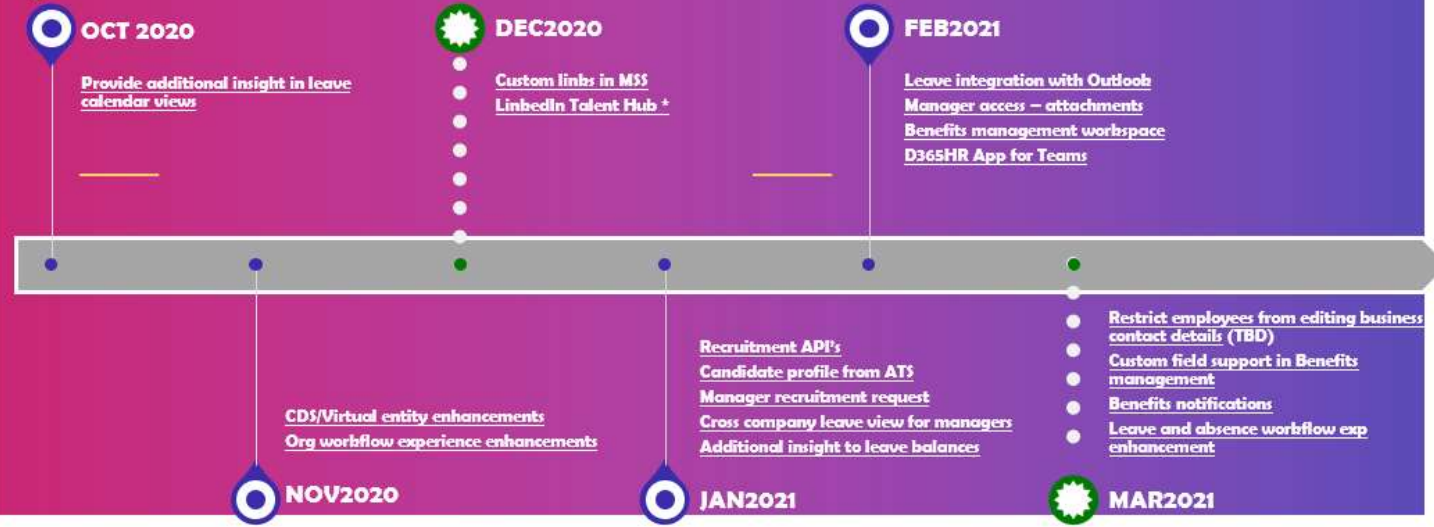 OCT 2020
Provide additional insight in leave
calendar views
DEC2020
Custom links in MSS
LinkedIn Talent Hub *
FEB2021
Leave integration with Outlook
Manager access – attachments
Benefits management workspace
D365HR App for Teams
CDS/Virtual entity enhancements
Org workflow experience enhancements
NOV2020
Recruitment API's
Candidate profile from ATS
Manager recruitment request
Cross company leave view for managers
Additional insight to leave balances
JAN2021
Restrict employees from editing business
contact details (TBD)
Custom field support in Benefits
management
Benefits notifications
Leave and absence workflow exp
enhancement
MAR2021